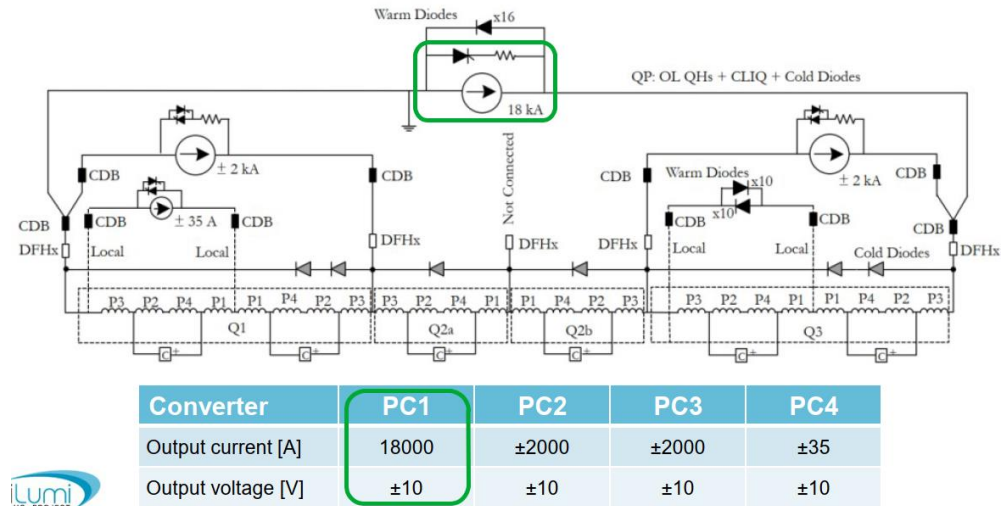 Warm Diodes x16
QP: OL QHs + CLIQ + Cold Diodes
18 kA
± 2 kA
± 2 kA
Not Connected
CDB
CDB
CDB
Warm Diodes x10
x10
CDB
CDB
CDB
± 35 A
CDB
CDB
CDB
CDB
DFHx
Local
Local
DFHx
DFHx
DFHx
Local
Local
Cold Diodes
DFHx
P3 P2 P4 P1 P1 P4 P2 P3 P3 P2 P4 P1 P1 P4 P2 P3 P3 P2 P4 P1 P1 P4 P2 P3
Q1 Q2a Q2b Q3
C + C + C + C + C + C +
Converter PC1 PC2 PC3 PC4
Output current [A] 18000 ±2000 ±2000 ±35
Output voltage [V] ±10 ±10 ±10 ±10
iLumi